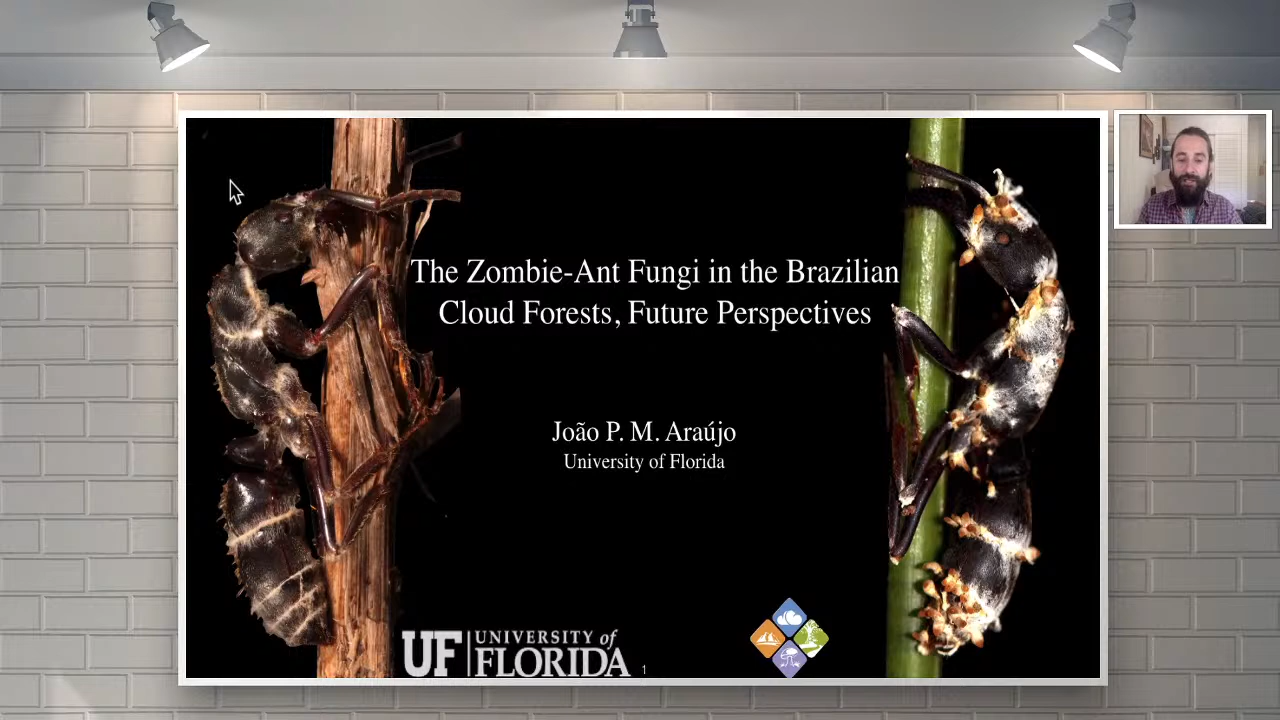 The Zombie-Ant Fungi in the Brazilian
Cloud Forests, Future Perspectives
João P. M. Araújo
University of Florida
UF UNIVERSITY of
FLORIDA
1